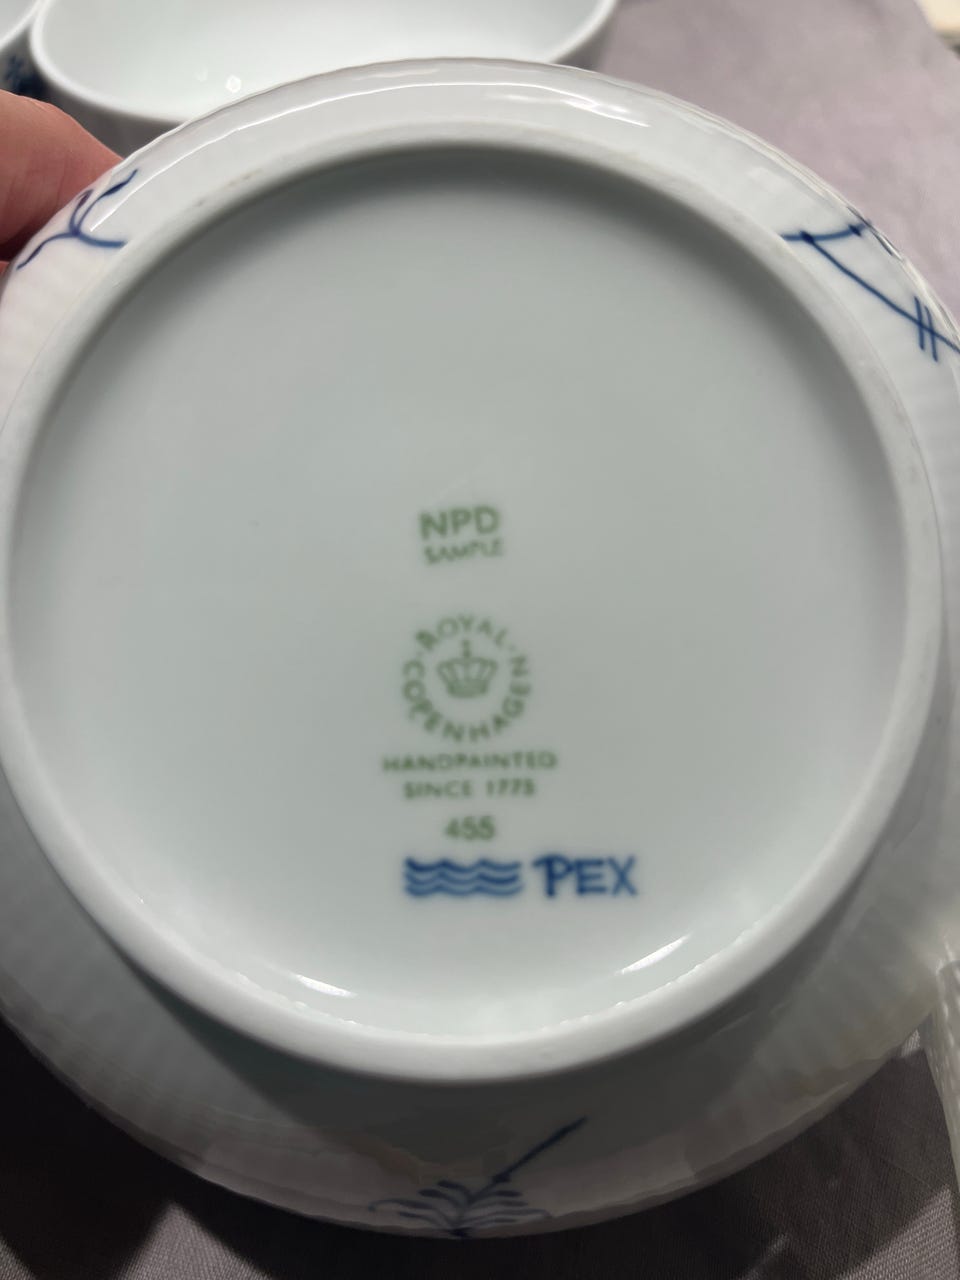 NPD
SAMPLE
ROYAL COPENHAGEN
HANDPAINTED
SINCE 1775
455
PEX